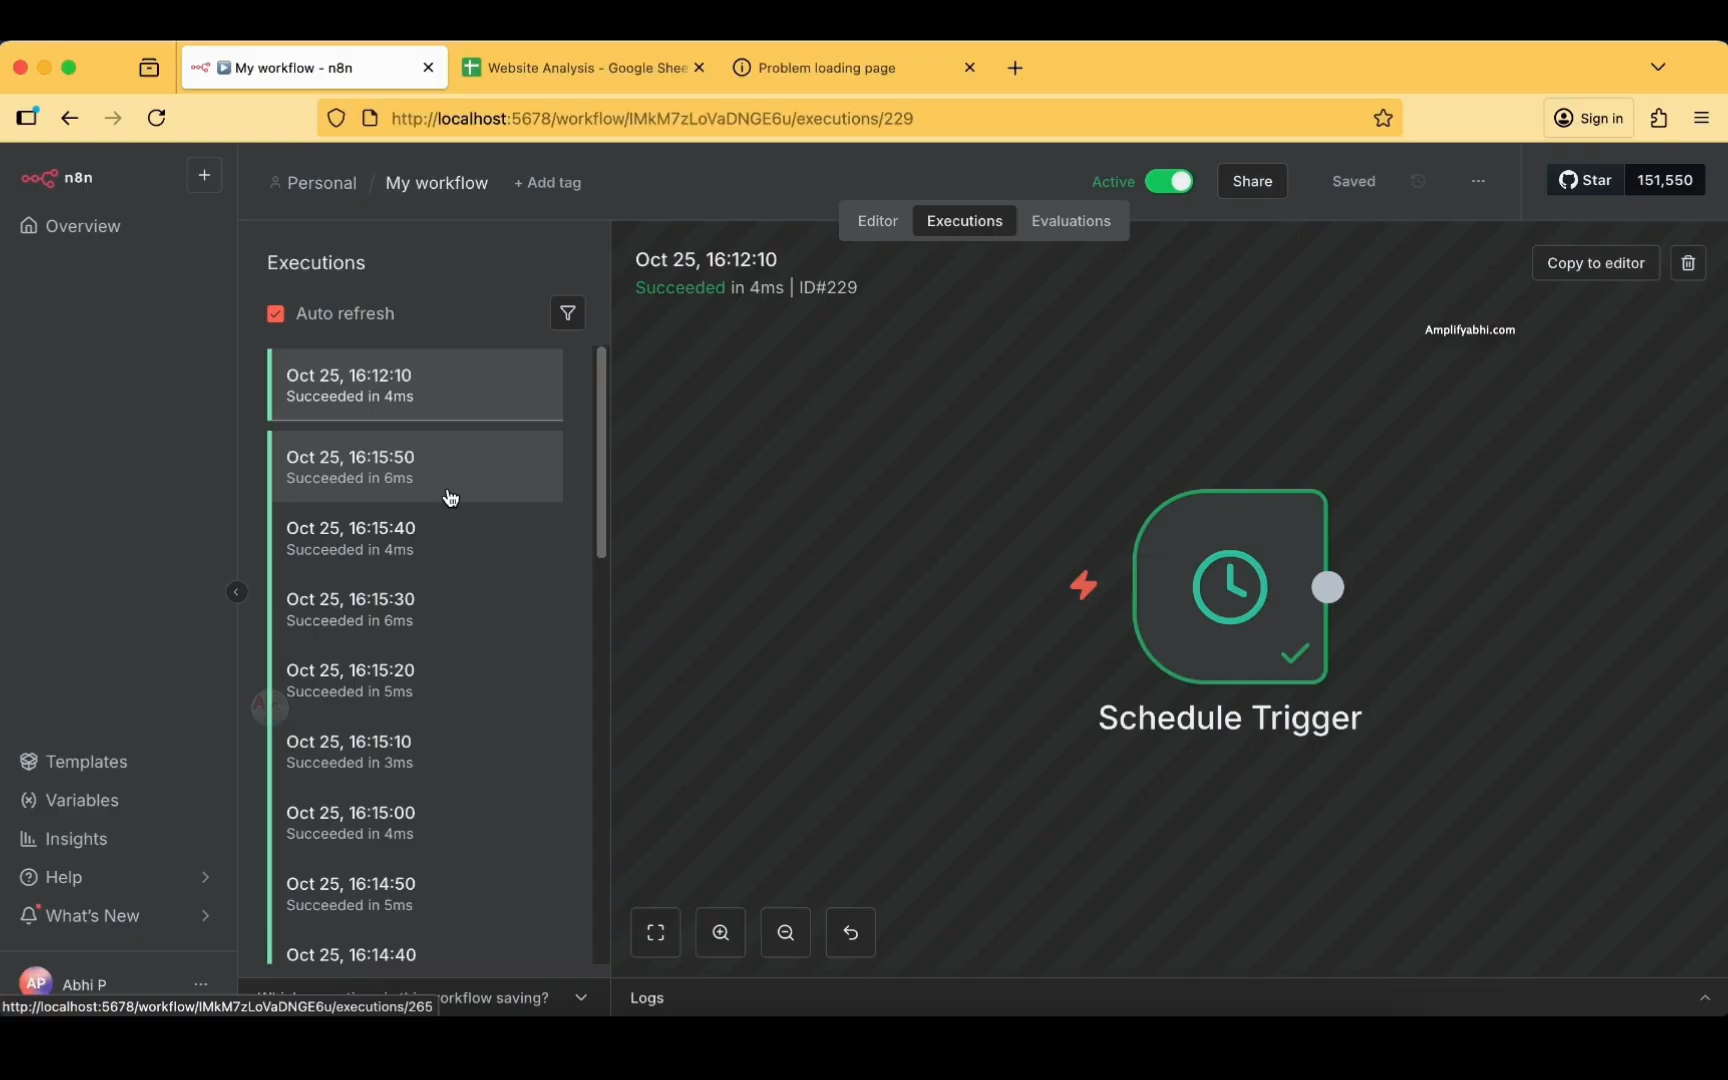 My workflow - n8n
Website Analysis - Google Shee
Problem loading page
http://localhost:5678/workflow/IMkM7zLoVaDNGE6u/executions/229
Sign in
n8n
Personal / My workflow + Add tag
Active
Share
Saved
Star 151,550
Overview
Editor
Executions
Evaluations
Executions
Auto refresh
Oct 25, 16:12:10
Succeeded in 4ms | ID#229
Copy to editor
Amplifyabhi.com
Oct 25, 16:12:10
Succeeded in 4ms
Oct 25, 16:15:50
Succeeded in 6ms
Oct 25, 16:15:40
Succeeded in 4ms
Oct 25, 16:15:30
Succeeded in 6ms
Oct 25, 16:15:20
Succeeded in 5ms
Oct 25, 16:15:10
Succeeded in 3ms
Oct 25, 16:15:00
Succeeded in 4ms
Oct 25, 16:14:50
Succeeded in 5ms
Oct 25, 16:14:40
Schedule Trigger
Templates
Variables
Insights
Help
What's New
AP
Abhi P
orkflow saving?
Logs
http://localhost:5678/workflow/IMkM7zLoVaDNGE6u/executions/265